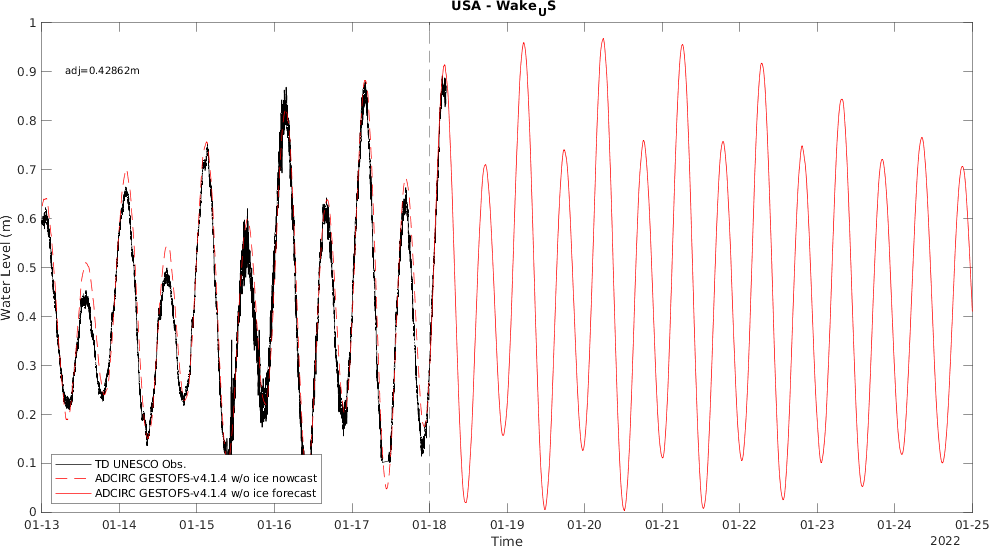 USA - WakeUS
1
0.9
0.8
0.7
0.6
0.5
0.4
0.3
0.2
0.1
0
Water Level (m)
adj=0.42862m
TD UNESCO Obs.
ADCIRC GESTOFS-v4.1.4 w/o ice nowcast
ADCIRC GESTOFS-v4.1.4 w/o ice forecast
01-13 01-14 01-15 01-16 01-17 01-18 01-19 01-20 01-21 01-22 01-23 01-24 01-25
Time
2022